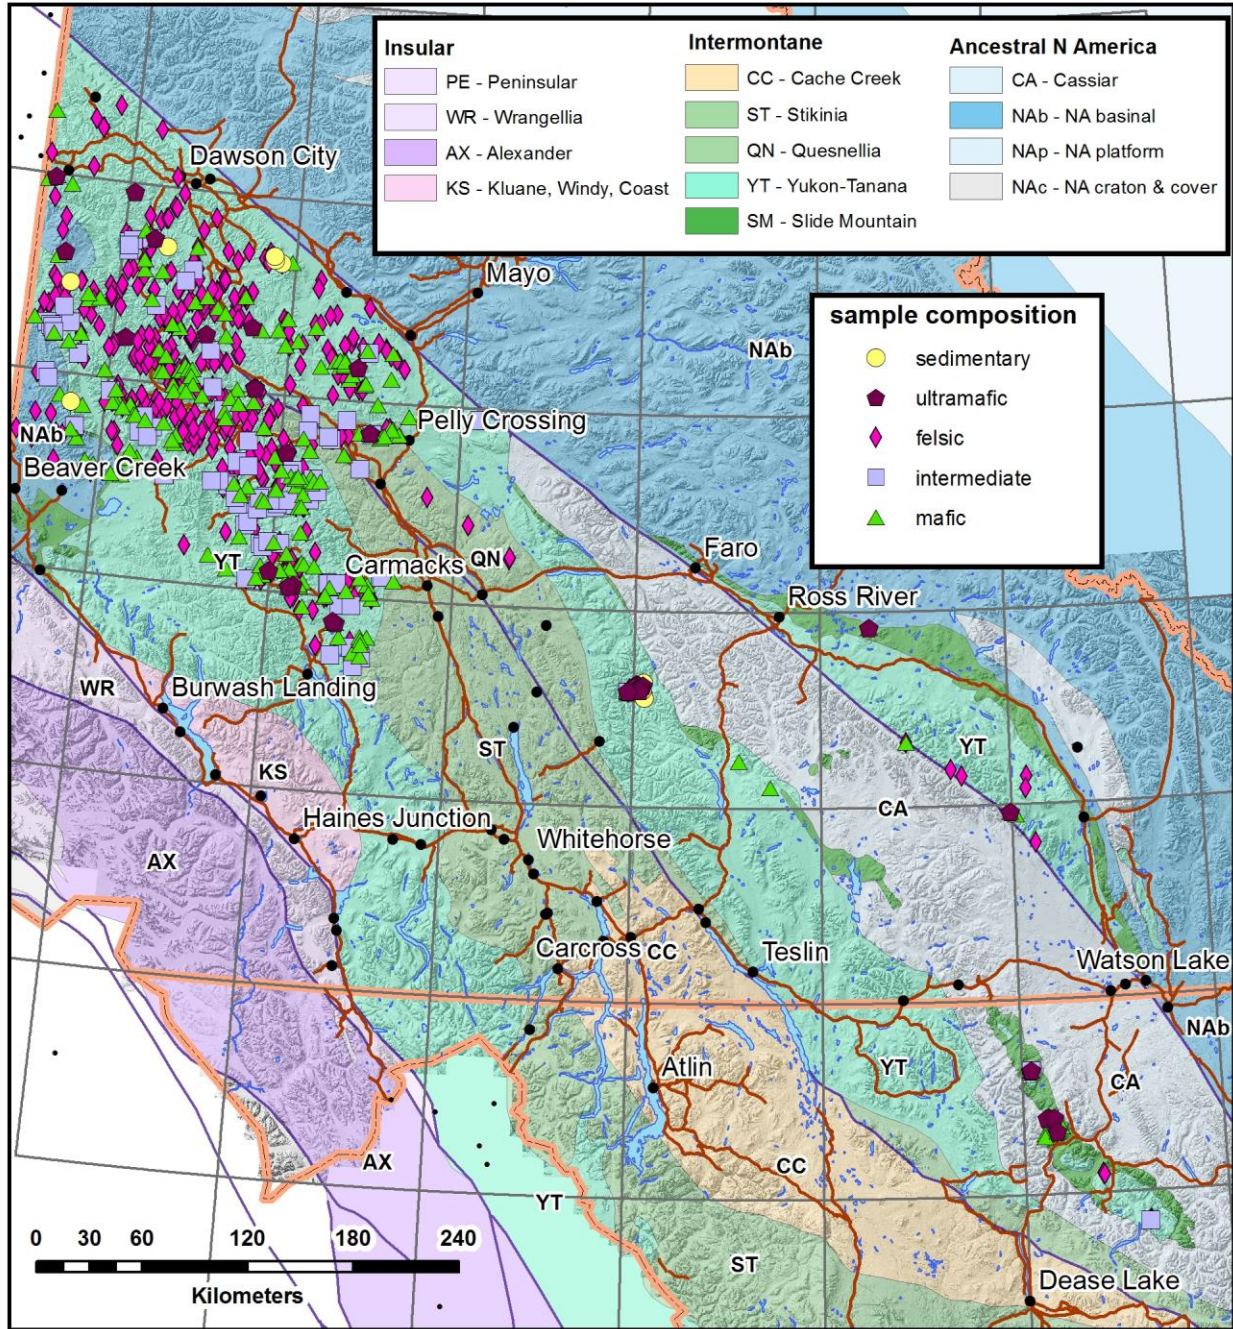 Insular
PE - Peninsular
WR - Wrangellia
AX - Alexander
KS - Kluane, Windy, Coast
Intermontane
CC - Cache Creek
ST - Stikinia
QN - Quesnellia
YT - Yukon-Tanana
SM - Slide Mountain
Ancestral N America
CA - Cassiar
NAb - NA basinal
NAp - NA platform
NAc - NA craton & cover
Dawson City
Mayo
sample composition
sedimentary
ultramafic
felsic
intermediate
mafic
NAb
Pelly Crossing
NAb
Beaver Creek
Faro
YT
Carmacks
QN
Ross River
WR
Burwash Landing
ST
YT
KS
CA
Haines Junction
Whitehorse
AX
Carcross
CC
Teslin
Watson Lake
NAb
Atlin
YT
CA
AX
CC
YT
ST
0 30 60 120 180 240
Kilometers
Dease Lake